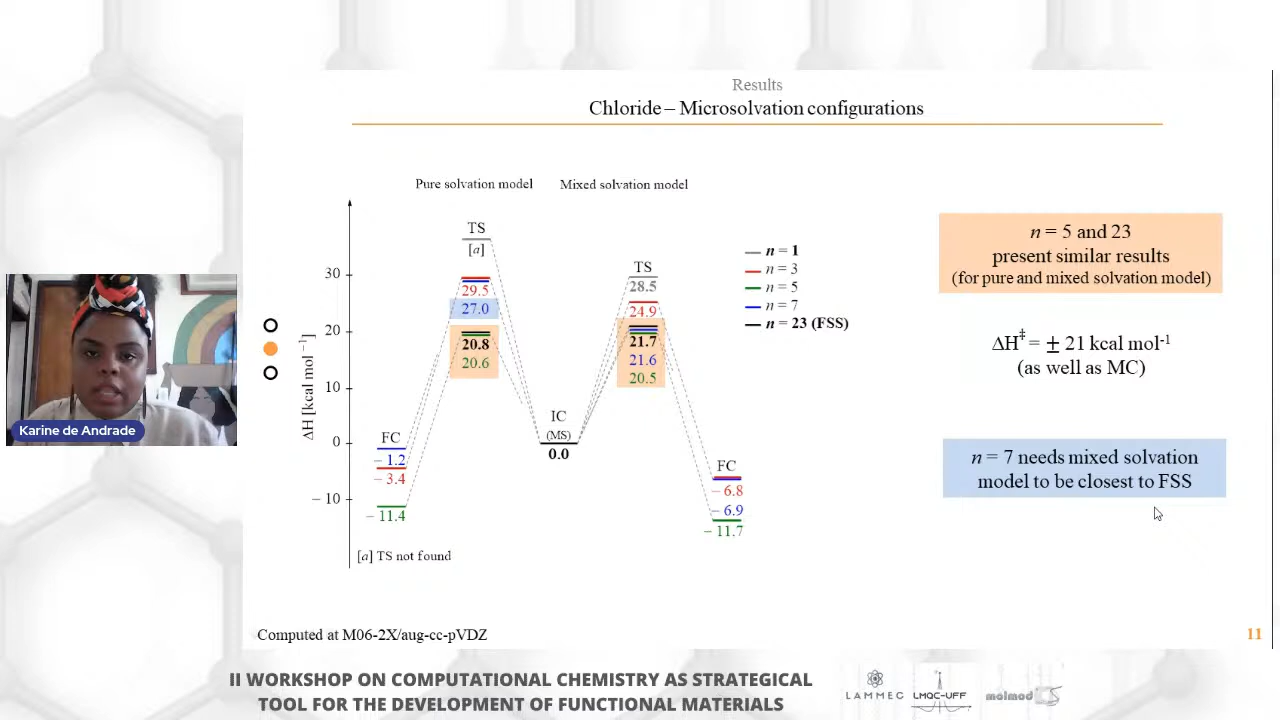 Results
Chloride – Microsolvation configurations
Pure solvation model
Mixed solvation model
ΔH [kcal mol⁻¹]
30
20
10
0
– 10
TS
[a]
29.5
27.0
20.8
20.6
FC
– 1.2
– 3.4
– 11.4
IC
(MS)
0.0
TS
28.5
24.9
21.7
21.6
20.5
FC
– 6.8
– 6.9
– 11.7
n = 1
n = 3
n = 5
n = 7
n = 23 (FSS)
[a] TS not found
n = 5 and 23
present similar results
(for pure and mixed solvation model)
ΔH‡ = ± 21 kcal mol⁻¹
(as well as MC)
n = 7 needs mixed solvation
model to be closest to FSS
Karine de Andrade
Computed at M06-2X/aug-cc-pVDZ
11
II WORKSHOP ON COMPUTATIONAL CHEMISTRY AS STRATEGICAL
TOOL FOR THE DEVELOPMENT OF FUNCTIONAL MATERIALS
LAMMEC
LMQC-UFF
molmod
CS